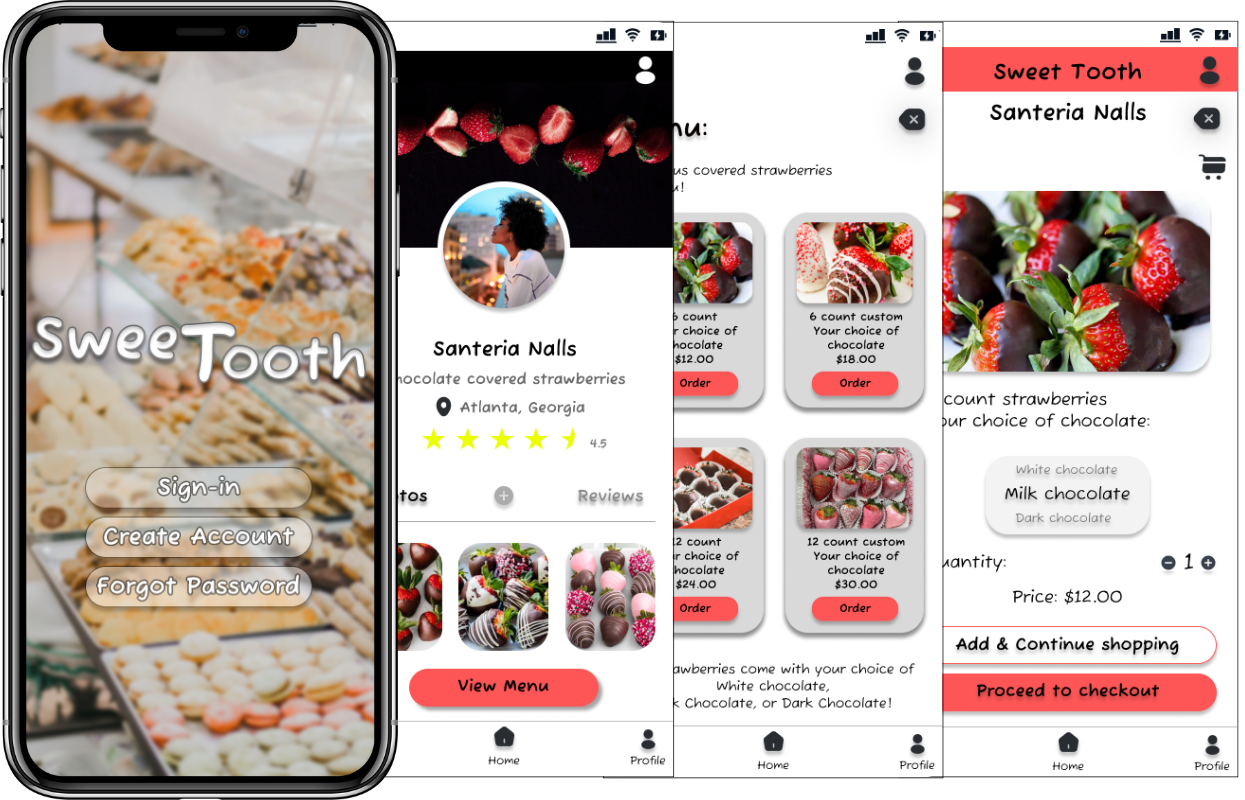 SweeTooth
Sign-in
Create Account
Forgot Password
Santeria Nalls
hocolate covered strawberries
Atlanta, Georgia
4.5
otos
Reviews
View Menu
Home
Profile
nu:
us covered strawberries
u!
6 count
r choice of
chocolate
$12.00
Order
6 count custom
Your choice of
chocolate
$18.00
Order
12 count
r choice of
chocolate
$24.00
Order
12 count custom
Your choice of
chocolate
$30.00
Order
awberries come with your choice of
White chocolate,
k Chocolate, or Dark Chocolate!
Home
Profile
Sweet Tooth
Santeria Nalls
count strawberries
our choice of chocolate:
White chocolate
Milk chocolate
Dark chocolate
uantity:
1
Price: $12.00
Add & Continue shopping
Proceed to checkout
Home
Profile